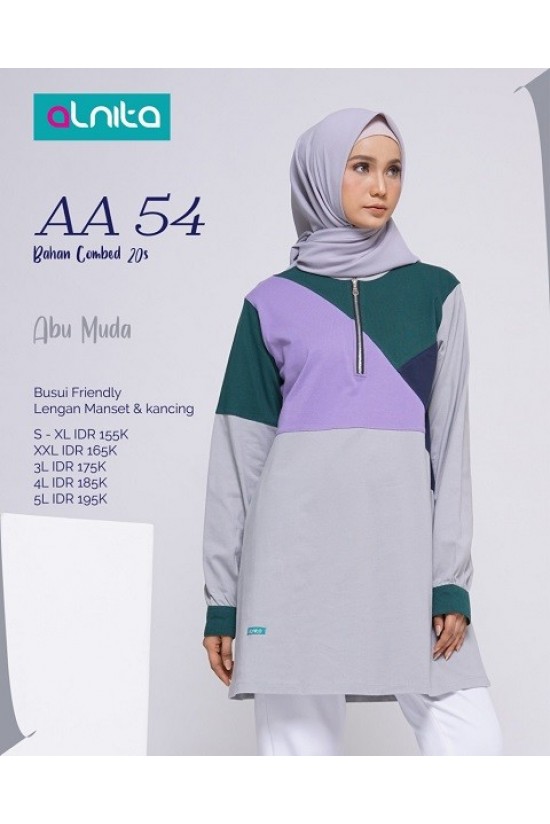 alnita
AA 54
Bahan Combed 20s
Abu Muda
Busui Friendly
Lengan Manset & kancing
S - XL IDR 155K
XXL IDR 165K
3L IDR 175K
4L IDR 185K
5L IDR 195K